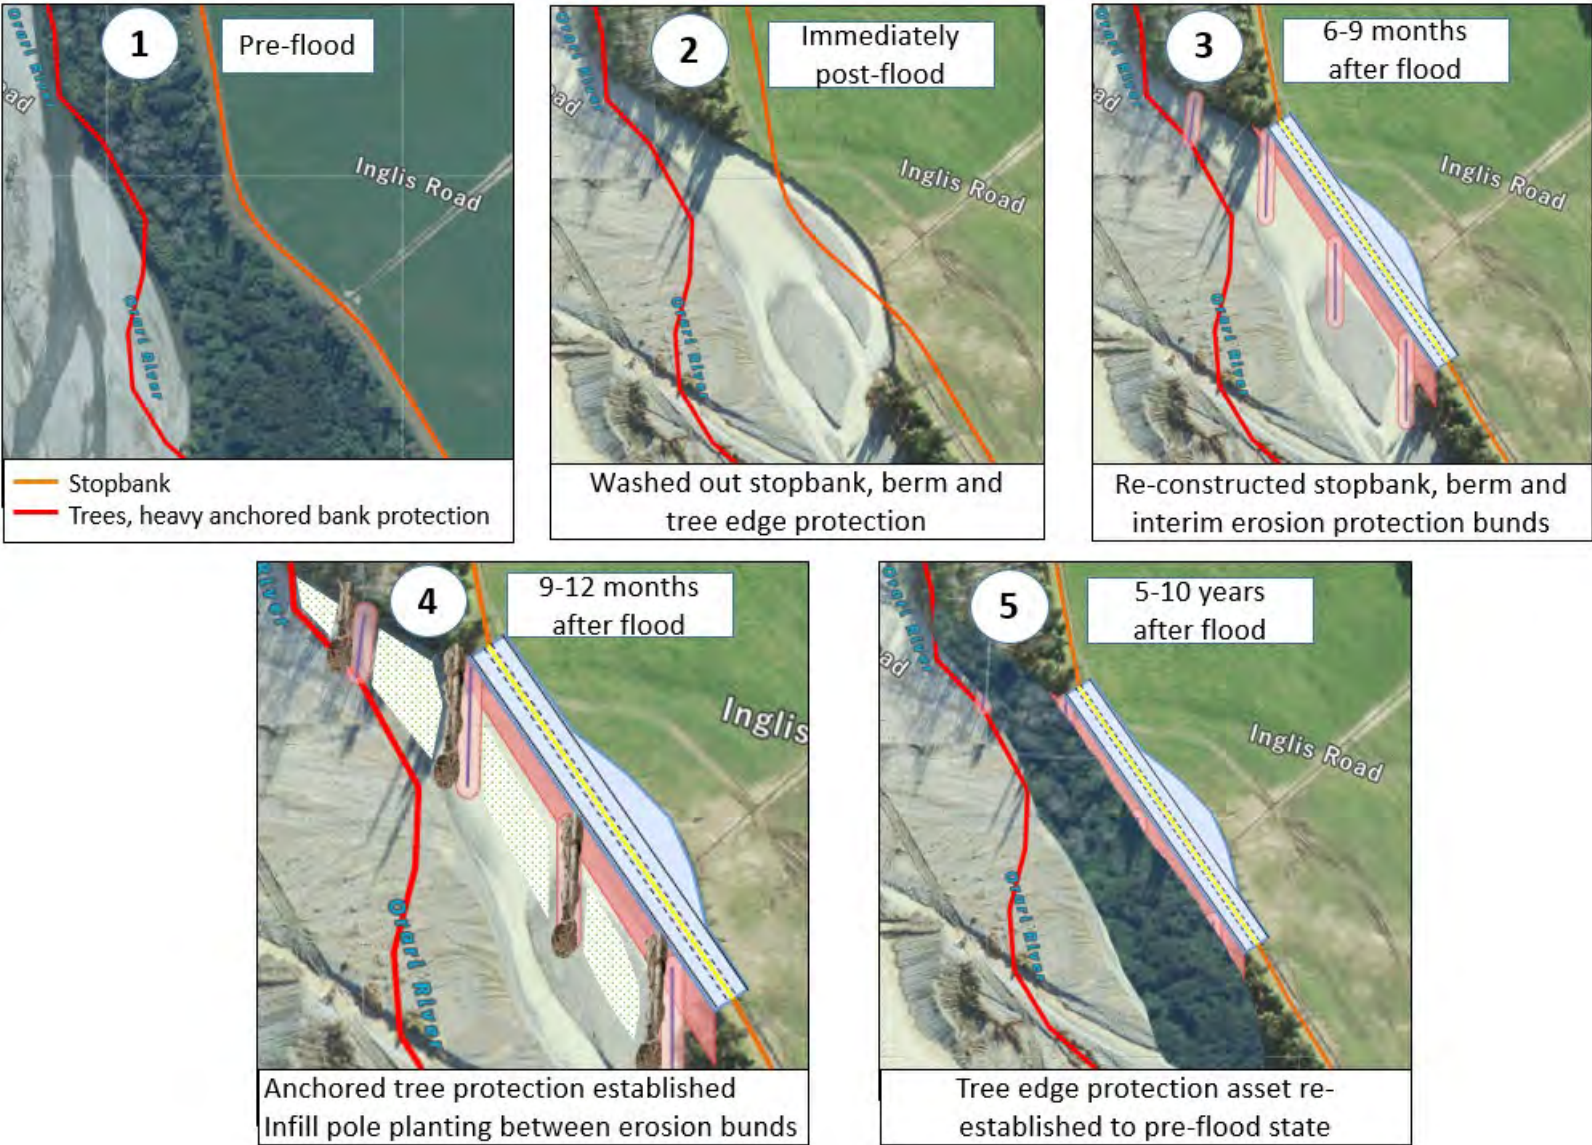 1
Pre-flood
Orari River
oad
Inglis Road
Orari River
Stopbank
Trees, heavy anchored bank protection
2
Immediately
post-flood
Orari River
oad
Inglis Road
Orari River
Washed out stopbank, berm and
tree edge protection
3
6-9 months
after flood
Orari River
ad
Inglis Road
Orari River
Re-constructed stopbank, berm and
interim erosion protection bunds
4
9-12 months
after flood
River
Inglis
Orari River
Anchored tree protection established
Infill pole planting between erosion bunds
5
5-10 years
after flood
Orari River
ad
Inglis Road
Orari River
Tree edge protection asset re-
established to pre-flood state